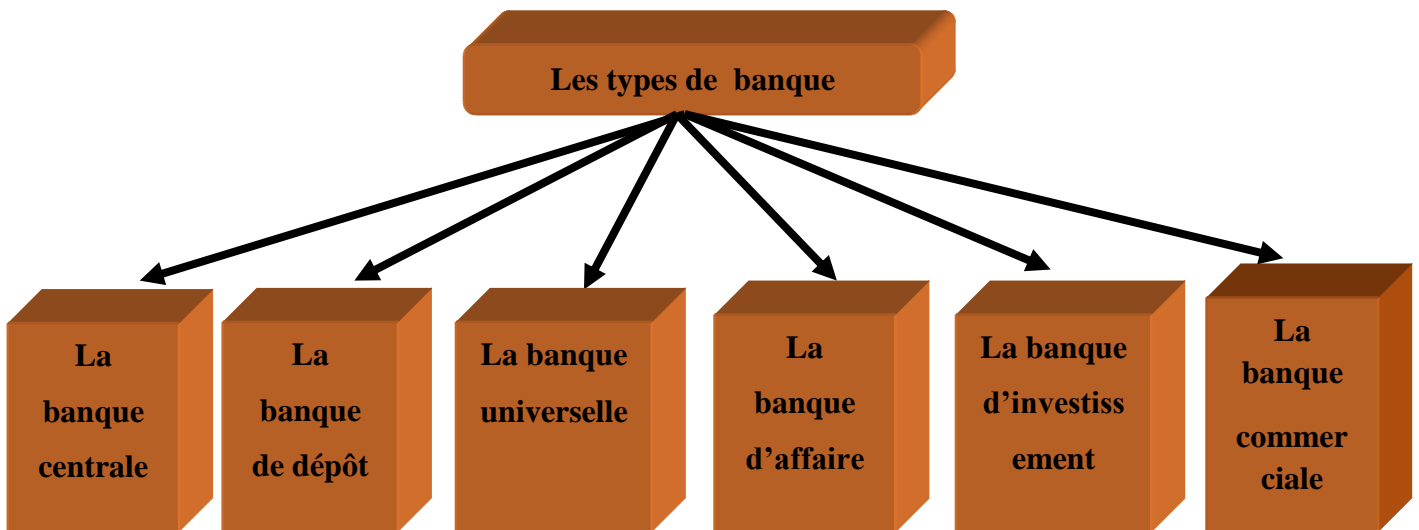 Les types de banque
La
banque
centrale
La
banque
de dépôt
La banque
universelle
La
banque
d’affaire
La banque
d’investiss
ement
La
banque
commer
ciale